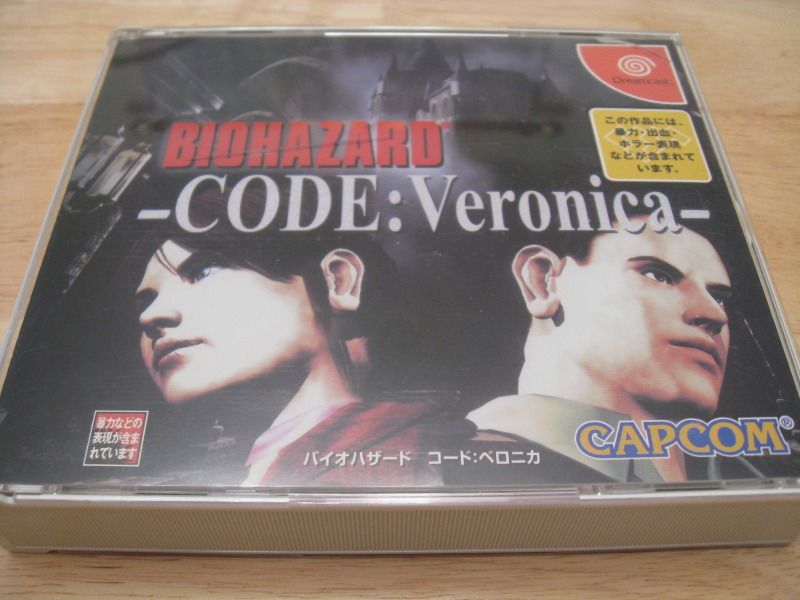 Dreamcast
この作品には、
暴力・出血・
ホラー表現
などが含まれて
います。
BIOHAZARD
-CODE:Veronica-
暴力などの
表現が含ま
れています
バイオハザード コード:ベロニカ
CAPCOM®